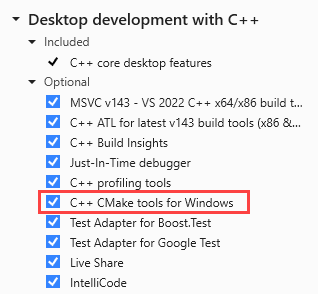 Desktop development with C++
Included
C++ core desktop features
Optional
MSVC v143 - VS 2022 C++ x64/x86 build t...
C++ ATL for latest v143 build tools (x86 &...
C++ Build Insights
Just-In-Time debugger
C++ profiling tools
C++ CMake tools for Windows
Test Adapter for Boost.Test
Test Adapter for Google Test
Live Share
IntelliCode